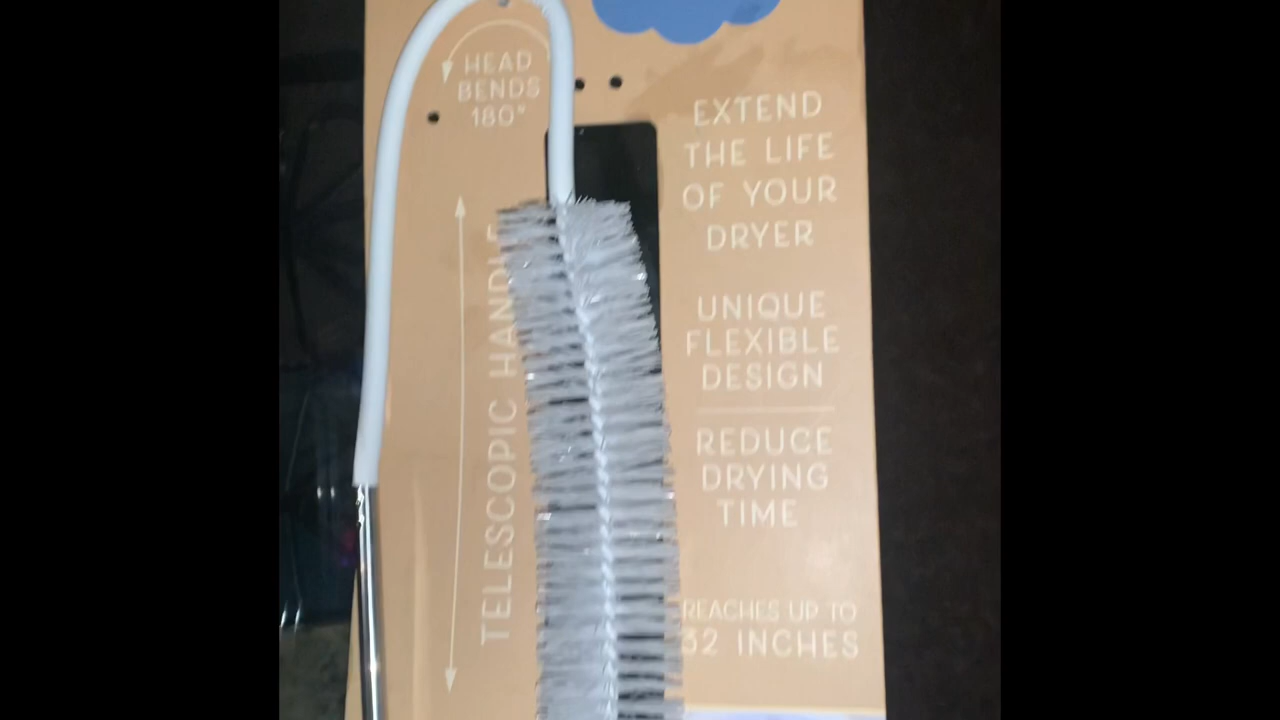 HEAD
BENDS
180°
TELESCOPIC HANDLE
EXTEND
THE LIFE
OF YOUR
DRYER
UNIQUE
FLEXIBLE
DESIGN
REDUCE
DRYING
TIME
REACHES UP TO
32 INCHES